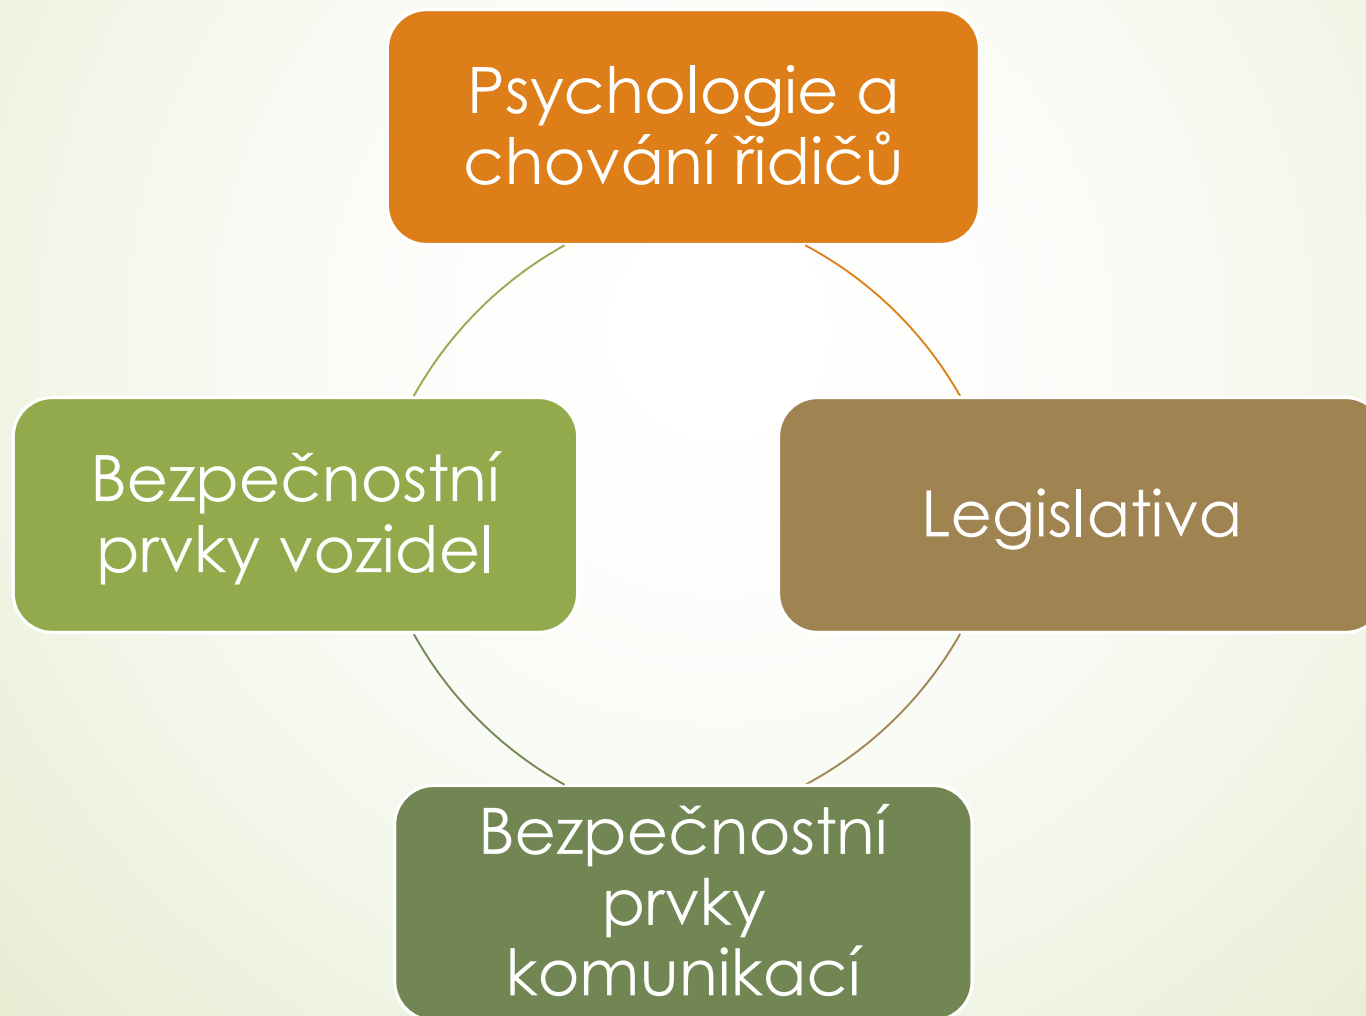 Psychologie a
chování řidičů
Bezpečnostní
prvky vozidel
Legislativa
Bezpečnostní
prvky
komunikací